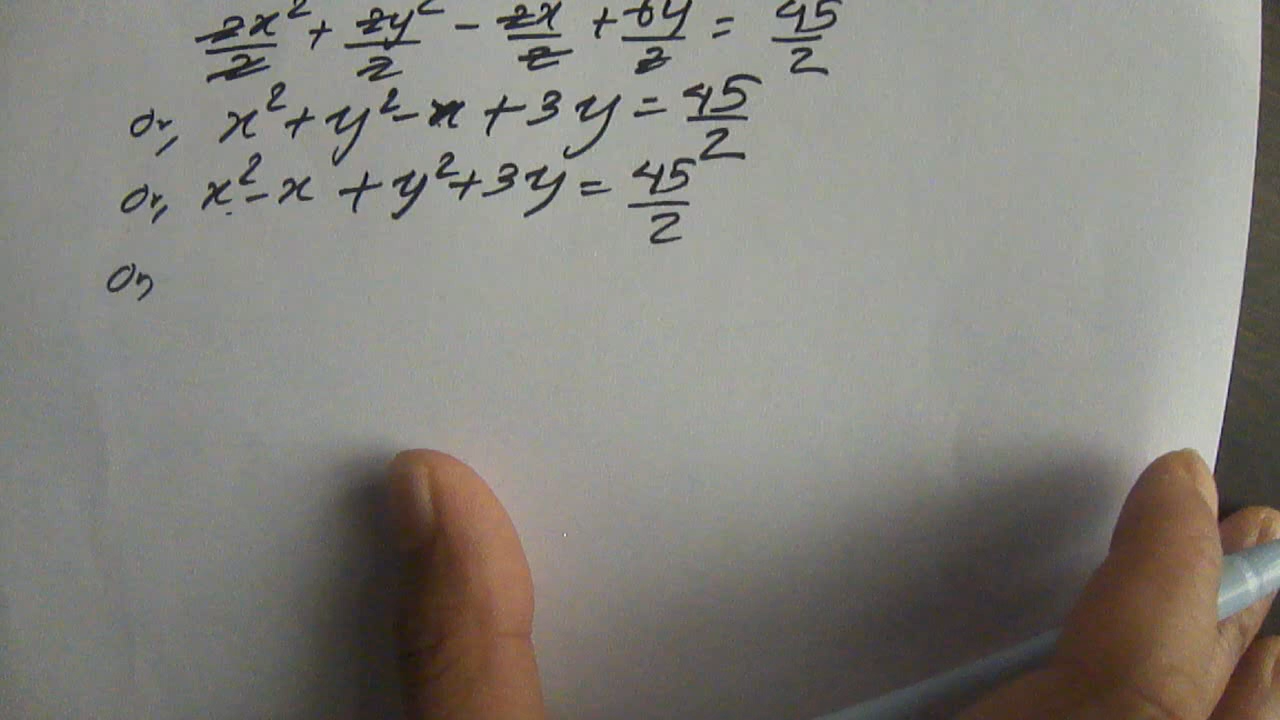 2x²/2 + 2y²/2 - 2x/2 + 6y/2 = 45/2
Or, x² + y² - x + 3y = 45/2
Or, x² - x + y² + 3y = 45/2
Or,